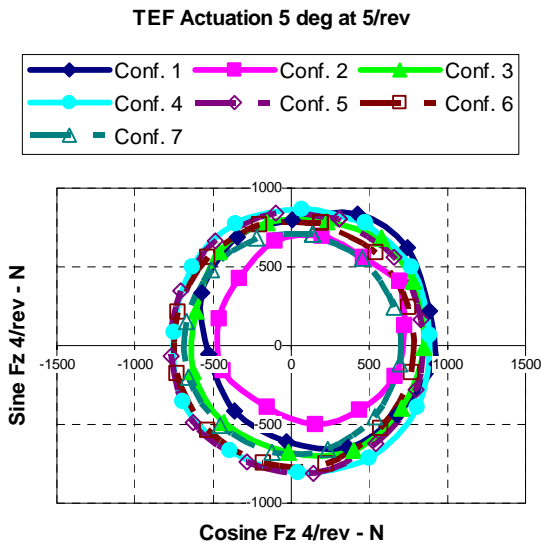 TEF Actuation 5 deg at 5/rev
Conf. 1 Conf. 2 Conf. 3
Conf. 4 Conf. 5 Conf. 6
Conf. 7
1000
500
0
-1500 -1000 -500 0 500 1000 1500
-500
-1000
Sine Fz 4/rev - N
Cosine Fz 4/rev - N